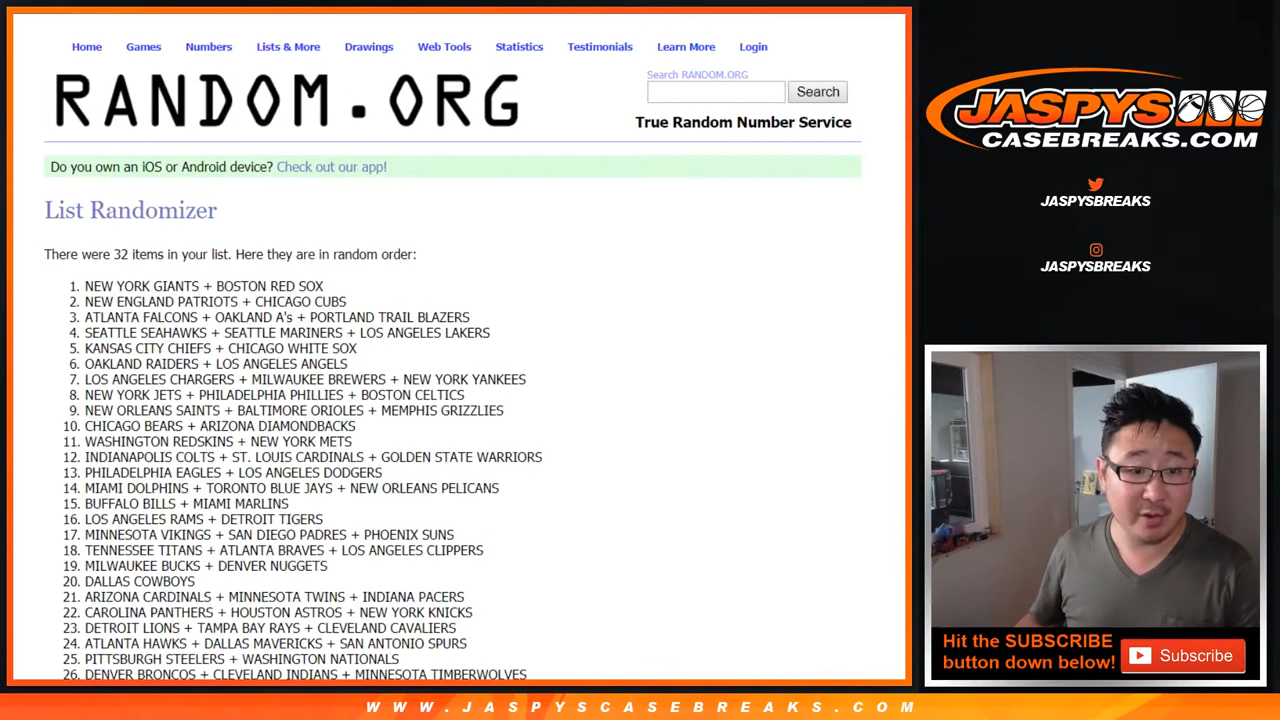 Home Games Numbers Lists & More Drawings Web Tools Statistics Testimonials Learn More Login
RANDOM.ORG
Search RANDOM.ORG
Search
True Random Number Service
Do you own an iOS or Android device? Check out our app!
List Randomizer
There were 32 items in your list. Here they are in random order:
1. NEW YORK GIANTS + BOSTON RED SOX
2. NEW ENGLAND PATRIOTS + CHICAGO CUBS
3. ATLANTA FALCONS + OAKLAND A's + PORTLAND TRAIL BLAZERS
4. SEATTLE SEAHAWKS + SEATTLE MARINERS + LOS ANGELES LAKERS
5. KANSAS CITY CHIEFS + CHICAGO WHITE SOX
6. OAKLAND RAIDERS + LOS ANGELES ANGELS
7. LOS ANGELES CHARGERS + MILWAUKEE BREWERS + NEW YORK YANKEES
8. NEW YORK JETS + PHILADELPHIA PHILLIES + BOSTON CELTICS
9. NEW ORLEANS SAINTS + BALTIMORE ORIOLES + MEMPHIS GRIZZLIES
10. CHICAGO BEARS + ARIZONA DIAMONDBACKS
11. WASHINGTON REDSKINS + NEW YORK METS
12. INDIANAPOLIS COLTS + ST. LOUIS CARDINALS + GOLDEN STATE WARRIORS
13. PHILADELPHIA EAGLES + LOS ANGELES DODGERS
14. MIAMI DOLPHINS + TORONTO BLUE JAYS + NEW ORLEANS PELICANS
15. BUFFALO BILLS + MIAMI MARLINS
16. LOS ANGELES RAMS + DETROIT TIGERS
17. MINNESOTA VIKINGS + SAN DIEGO PADRES + PHOENIX SUNS
18. TENNESSEE TITANS + ATLANTA BRAVES + LOS ANGELES CLIPPERS
19. MILWAUKEE BUCKS + DENVER NUGGETS
20. DALLAS COWBOYS
21. ARIZONA CARDINALS + MINNESOTA TWINS + INDIANA PACERS
22. CAROLINA PANTHERS + HOUSTON ASTROS + NEW YORK KNICKS
23. DETROIT LIONS + TAMPA BAY RAYS + CLEVELAND CAVALIERS
24. ATLANTA HAWKS + DALLAS MAVERICKS + SAN ANTONIO SPURS
25. PITTSBURGH STEELERS + WASHINGTON NATIONALS
26. DENVER BRONCOS + CLEVELAND INDIANS + MINNESOTA TIMBERWOLVES
JASPYS
CASEBREAKS.COM
JASPYSBREAKS
JASPYSBREAKS
Hit the SUBSCRIBE
button down below!
Subscribe
WWW.JASPYSCASEBREAKS.COM